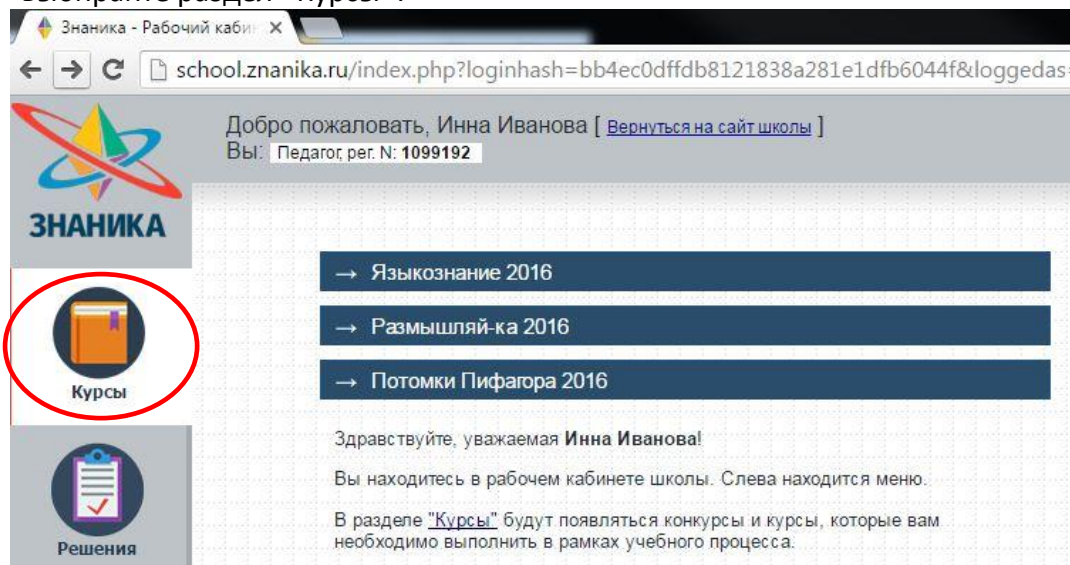 Выбирайте раздел "Курсы".
Знаника - Рабочий каби
school.znanika.ru/index.php?loginhash=bb4ec0dffdb8121838a281e1dfb6044f&loggedas=
Добро пожаловать, Инна Иванова [ Вернуться на сайт школы ]
Вы: Педагог, рег. N: 1099192
ЗНАНИКА
→ Языкознание 2016
→ Размышляй-ка 2016
→ Потомки Пифагора 2016
Курсы
Здравствуйте, уважаемая Инна Иванова!
Вы находитесь в рабочем кабинете школы. Слева находится меню.
В разделе "Курсы" будут появляться конкурсы и курсы, которые вам
необходимо выполнить в рамках учебного процесса.
Решения